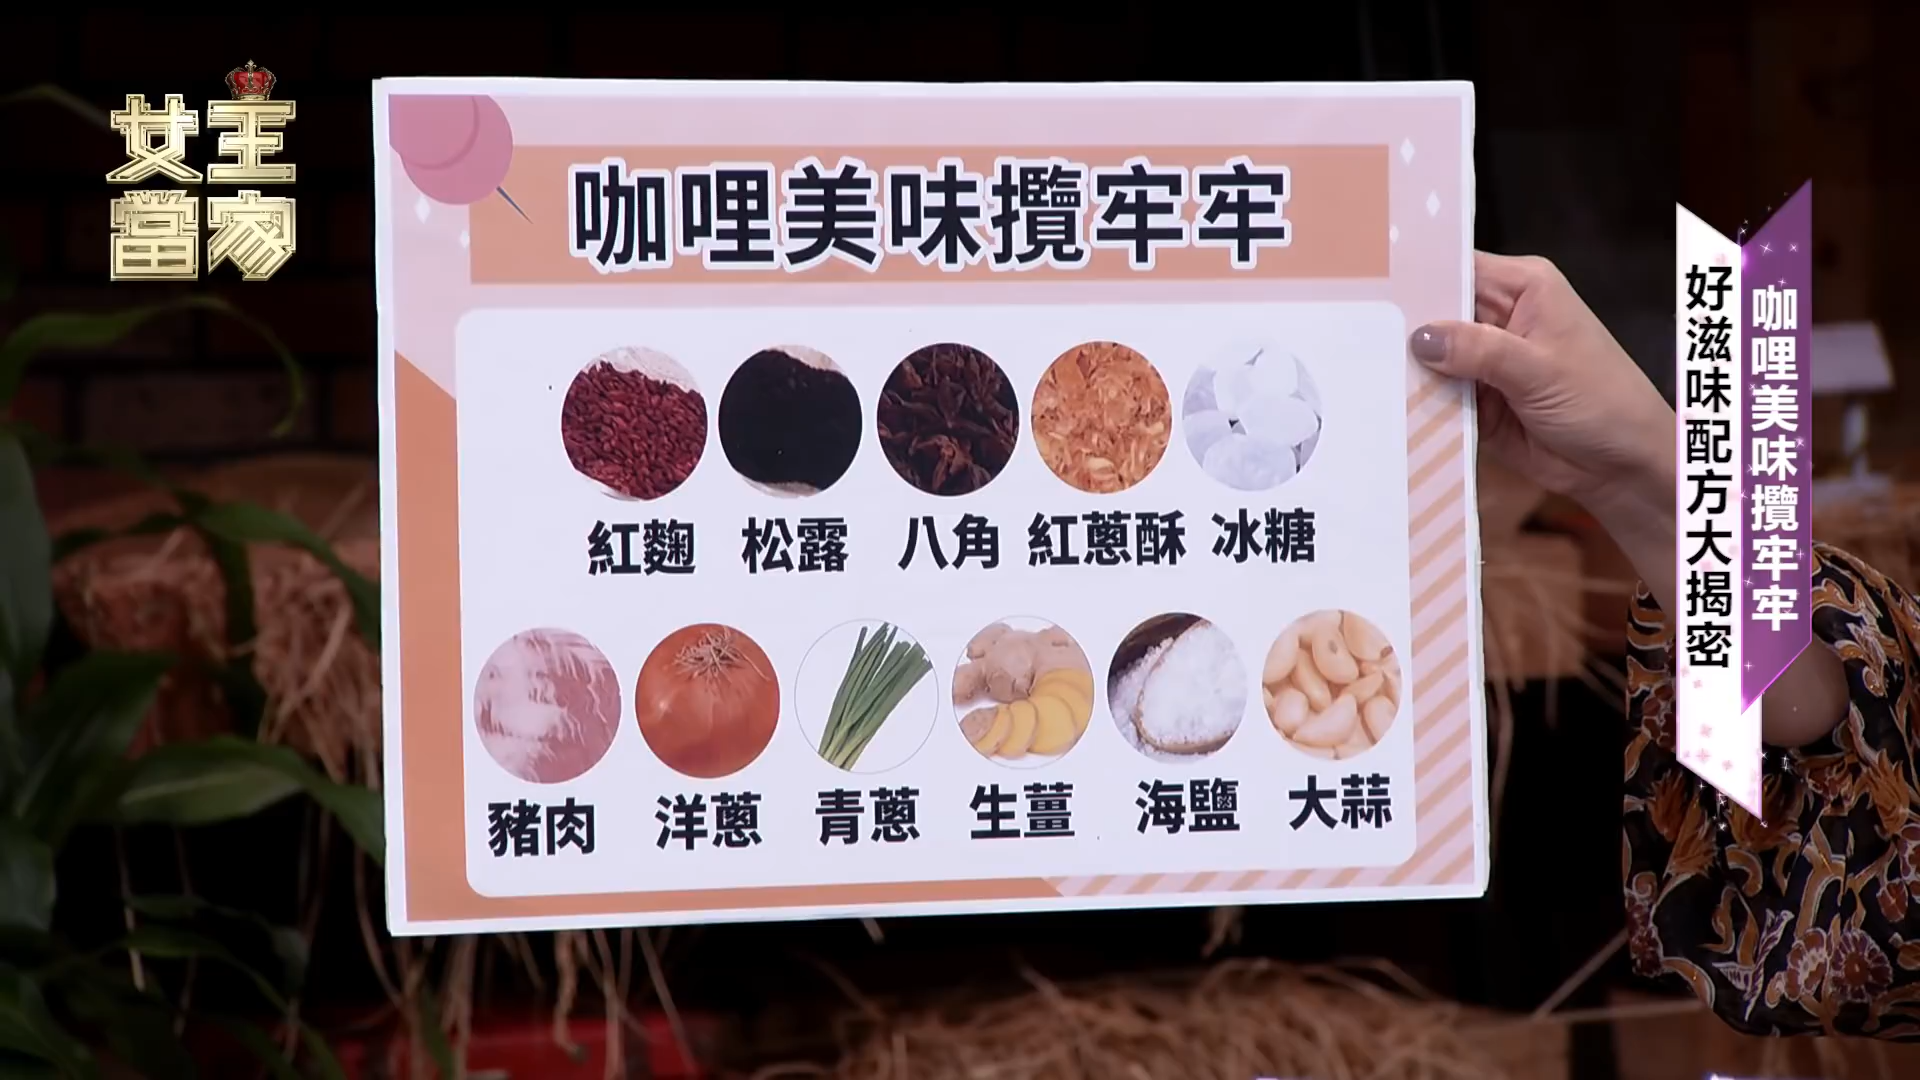 女王
當家
咖哩美味攬牢牢
紅麴 松露 八角 紅蔥酥 冰糖
豬肉 洋蔥 青蔥 生薑 海鹽 大蒜
咖哩美味攬牢牢
好滋味配方大揭密